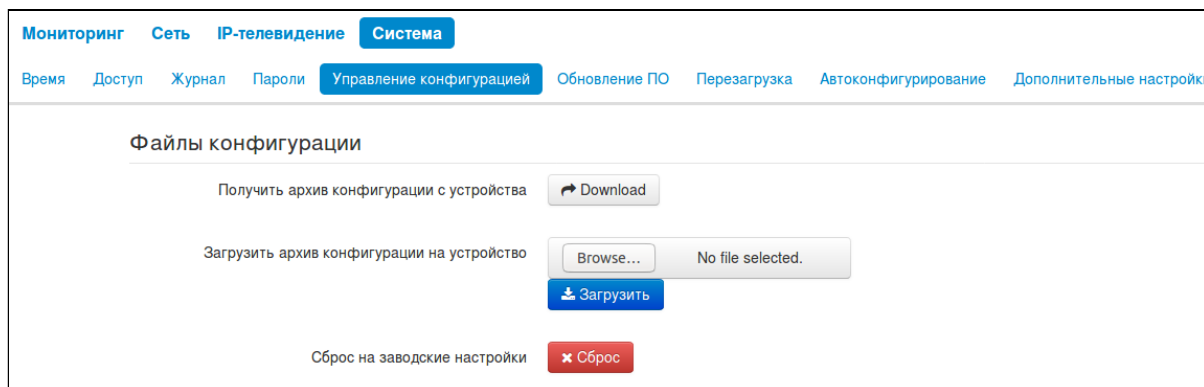 Мониторинг Сеть IP-телевидение Система
Время Доступ Журнал Пароли Управление конфигурацией Обновление ПО Перезагрузка Автоконфигурирование Дополнительные настройк
Файлы конфигурации
Получить архив конфигурации с устройства Download
Загрузить архив конфигурации на устройство Browse... No file selected.
Загрузить
Сброс на заводские настройки Сброс